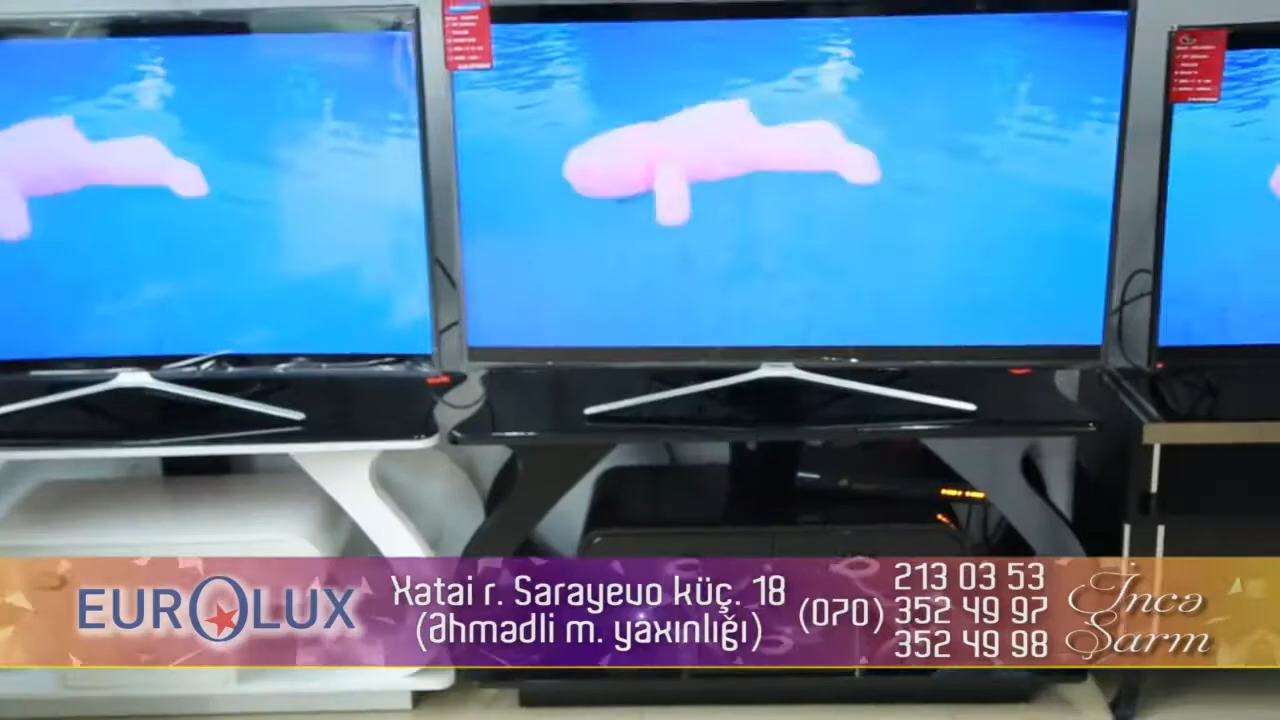 EUROLUX
Xatai r. Sarayevo küç. 18
(Əhmədli m. yaxınlığı)
(070)
213 03 53
352 49 97
352 49 98
İncə
Şarm